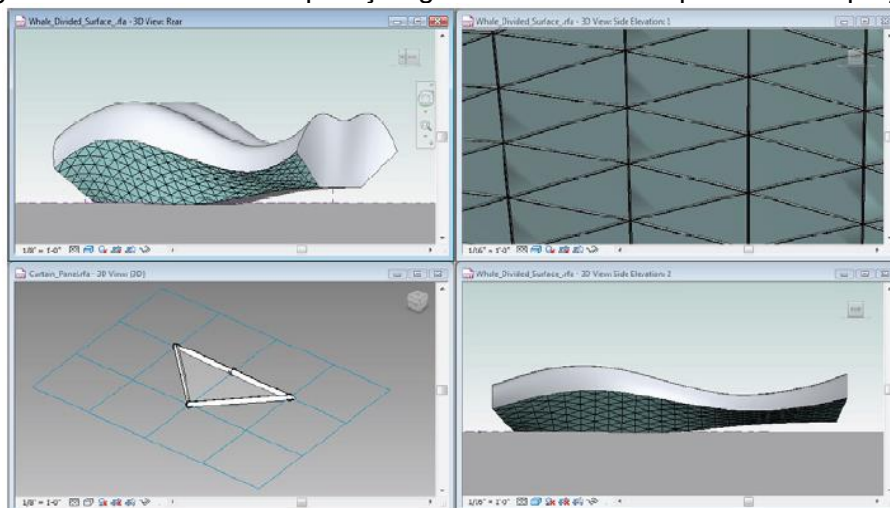 Whale_Divided_Surface_.rfa - 3D View: Rear
Whale_Divided_Surface_.rfa - 3D View: Side Elevation: 1
1/8" = 1'-0"
1/16" = 1'-0"
Curtain_Panel.rfa - 3D View: {3D}
Whale_Divided_Surface_.rfa - 3D View: Side Elevation: 2
1/8" = 1'-0"
1/16" = 1'-0"